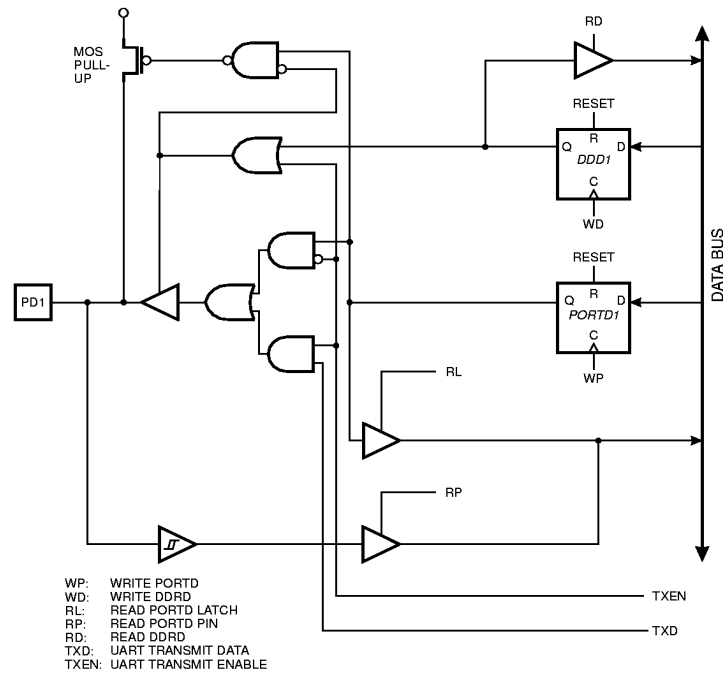 RD
MOS
PULL-
UP
RESET
R
Q
D
DDD1
C
WD
RESET
R
Q
D
PD1
PORTD1
C
WP
DATA BUS
RL
RP
WP: WRITE PORTD
WD: WRITE DDRD
RL: READ PORTD LATCH
RP: READ PORTD PIN
RD: READ DDRD
TXD: UART TRANSMIT DATA
TXEN: UART TRANSMIT ENABLE
TXEN
TXD